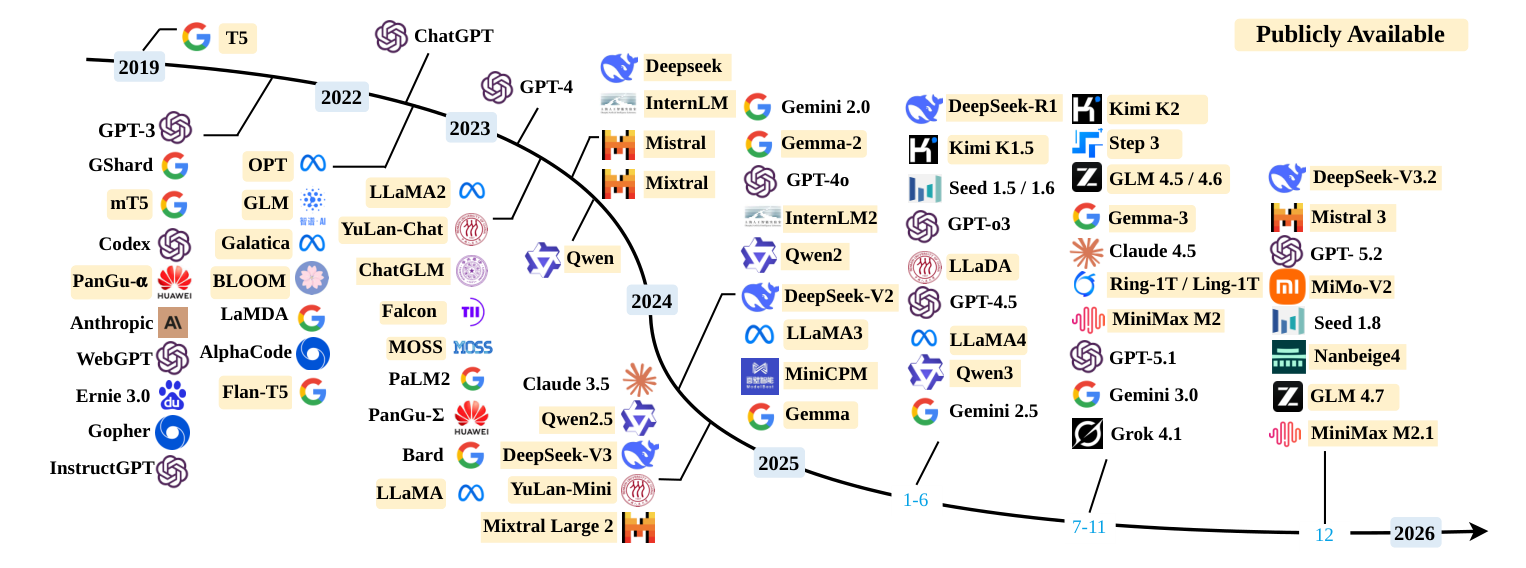 Publicly Available
2019
T5
GPT-3
GShard
mT5
Codex
PanGu-α
HUAWEI
Anthropic
WebGPT
Ernie 3.0
du
Gopher
InstructGPT
2022
ChatGPT
OPT
GLM
智谱·AI
Galatica
BLOOM
LaMDA
AlphaCode
Flan-T5
2023
GPT-4
LLaMA2
YuLan-Chat
ChatGLM
Falcon
TII
MOSS
MOSS
PaLM2
PanGu-Σ
HUAWEI
Bard
LLaMA
Deepseek
InternLM
Mistral
Mixtral
Qwen
2024
Gemini 2.0
Gemma-2
GPT-4o
InternLM2
Qwen2
DeepSeek-V2
LLaMA3
MiniCPM
Gemma
Claude 3.5
Qwen2.5
DeepSeek-V3
YuLan-Mini
Mixtral Large 2
2025
DeepSeek-R1
Kimi K1.5
Seed 1.5 / 1.6
GPT-o3
LLaDA
GPT-4.5
LLaMA4
Qwen3
Gemini 2.5
1-6
Kimi K2
Step 3
GLM 4.5 / 4.6
Gemma-3
Claude 4.5
Ring-1T / Ling-1T
MiniMax M2
GPT-5.1
Gemini 3.0
Grok 4.1
7-11
DeepSeek-V3.2
Mistral 3
GPT- 5.2
MiMo-V2
Seed 1.8
Nanbeige4
GLM 4.7
MiniMax M2.1
12
2026